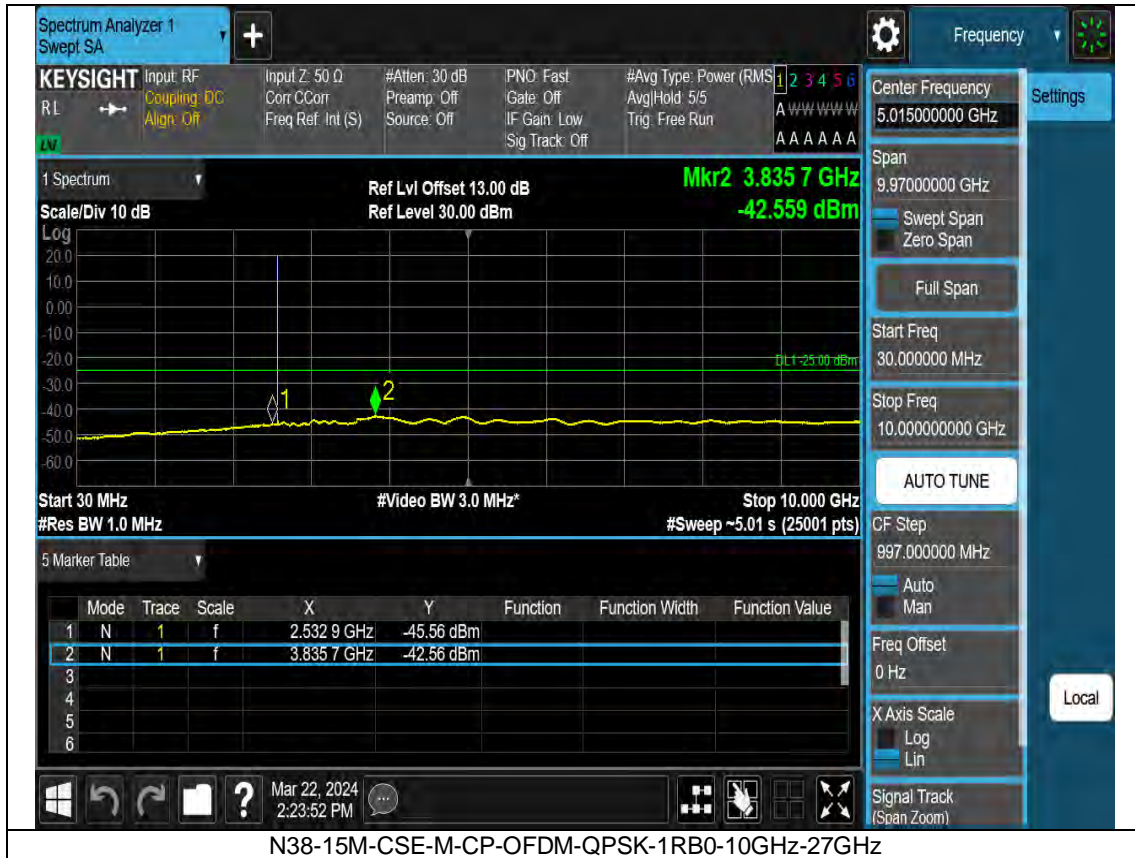 Spectrum Analyzer 1
Swept SA
+
Frequency
KEYSIGHT
RL
LNI
Input: RF
Coupling: DC
Align: Off
Input Z: 50 Ω
Corr CCorr
Freq Ref: Int (S)
#Atten: 30 dB
Preamp: Off
Source: Off
PNO: Fast
Gate: Off
IF Gain: Low
Sig Track: Off
#Avg Type: Power (RMS
Avg|Hold: 5/5
Trig: Free Run
1 2 3 4 5 6
A W W W W W
A A A A A A
1 Spectrum
Scale/Div 10 dB
Ref Lvl Offset 13.00 dB
Ref Level 30.00 dBm
Mkr2 3.835 7 GHz
-42.559 dBm
Log
20.0
10.0
0.00
-10.0
-20.0
-30.0
-40.0
-50.0
-60.0
DL1 -25.00 dBm
1
2
Start 30 MHz
#Video BW 3.0 MHz*
Stop 10.000 GHz
#Res BW 1.0 MHz
#Sweep ~5.01 s (25001 pts)
5 Marker Table
Mode Trace Scale X Y Function Function Width Function Value
1 N 1 f 2.532 9 GHz -45.56 dBm
2 N 1 f 3.835 7 GHz -42.56 dBm
3
4
5
6
Mar 22, 2024
2:23:52 PM
?
Center Frequency
5.015000000 GHz
Settings
Span
9.97000000 GHz
Swept Span
Zero Span
Full Span
Start Freq
30.000000 MHz
Stop Freq
10.000000000 GHz
AUTO TUNE
CF Step
997.000000 MHz
Auto
Man
Freq Offset
0 Hz
Local
X Axis Scale
Log
Lin
Signal Track
(Span Zoom)
N38-15M-CSE-M-CP-OFDM-QPSK-1RB0-10GHz-27GHz